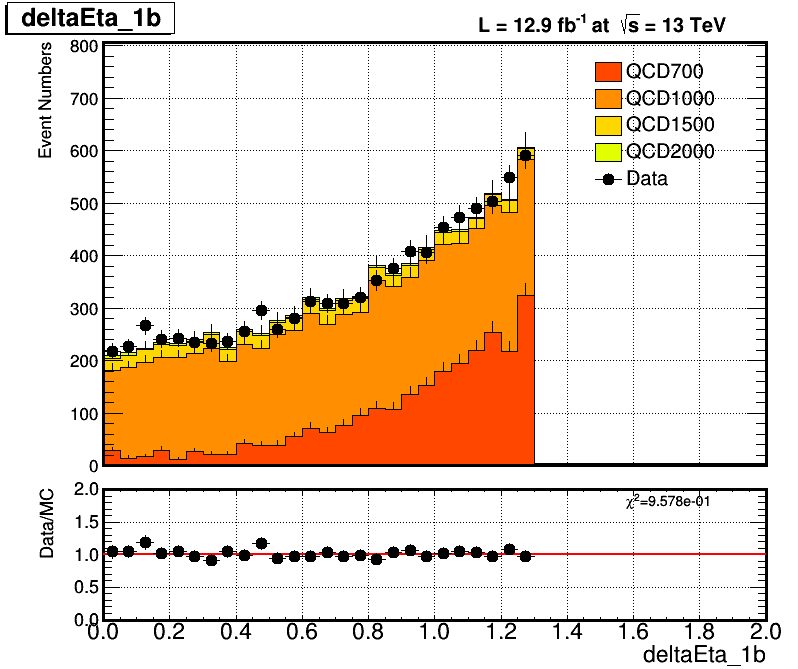 deltaEta_1b
L = 12.9 fb⁻¹ at √s = 13 TeV
Event Numbers
800
700
600
500
400
300
200
100
0
QCD700
QCD1000
QCD1500
QCD2000
Data
Data/MC
2.0
1.5
1.0
0.5
0.0
χ²=9.578e-01
0.0 0.2 0.4 0.6 0.8 1.0 1.2 1.4 1.6 1.8 2.0
deltaEta_1b